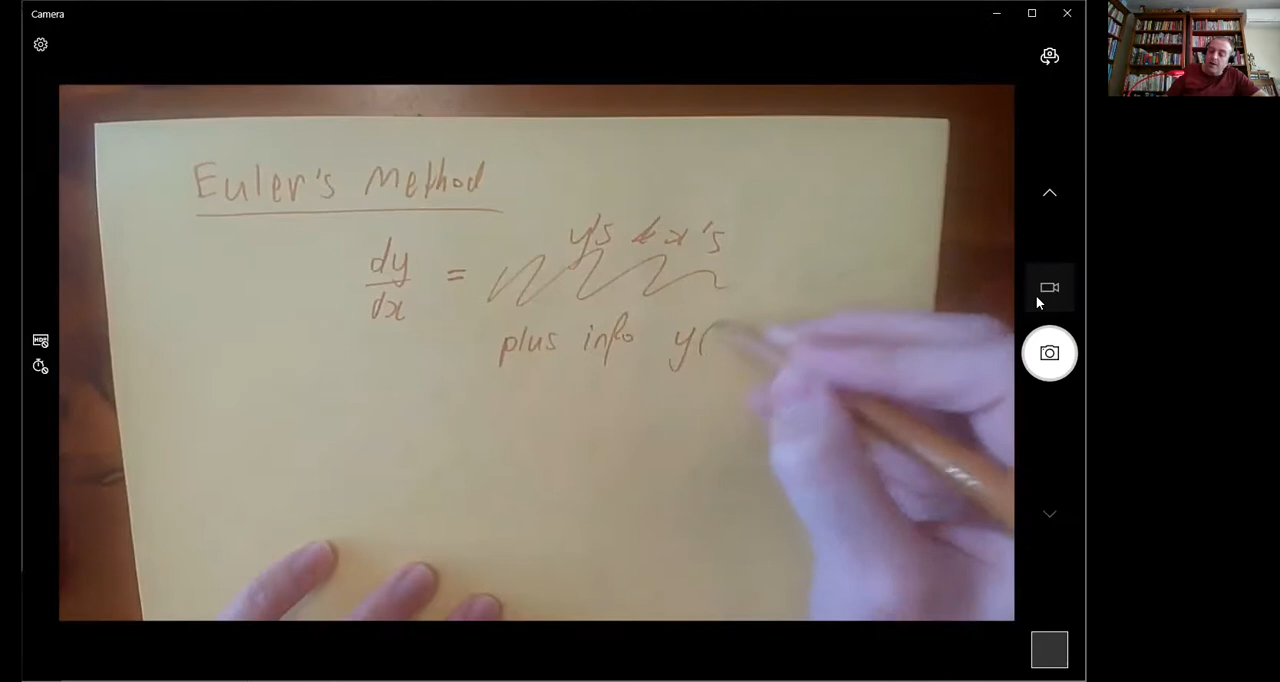 Camera
Euler's Method
y's & x's
dy/dx =
plus info y(